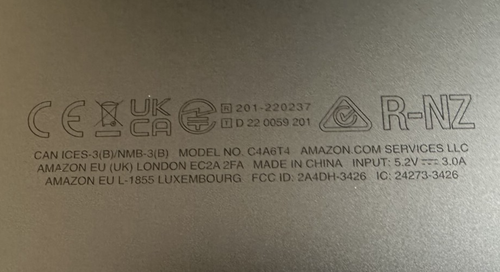 CE UK CA R 201-220237 R-NZ
T D 22 0059 201
CAN ICES-3(B)/NMB-3(B) MODEL NO. C4A6T4 AMAZON.COM SERVICES LLC
AMAZON EU (UK) LONDON EC2A 2FA MADE IN CHINA INPUT: 5.2V⎓3.0A
AMAZON EU L-1855 LUXEMBOURG FCC ID: 2A4DH-3426 IC: 24273-3426